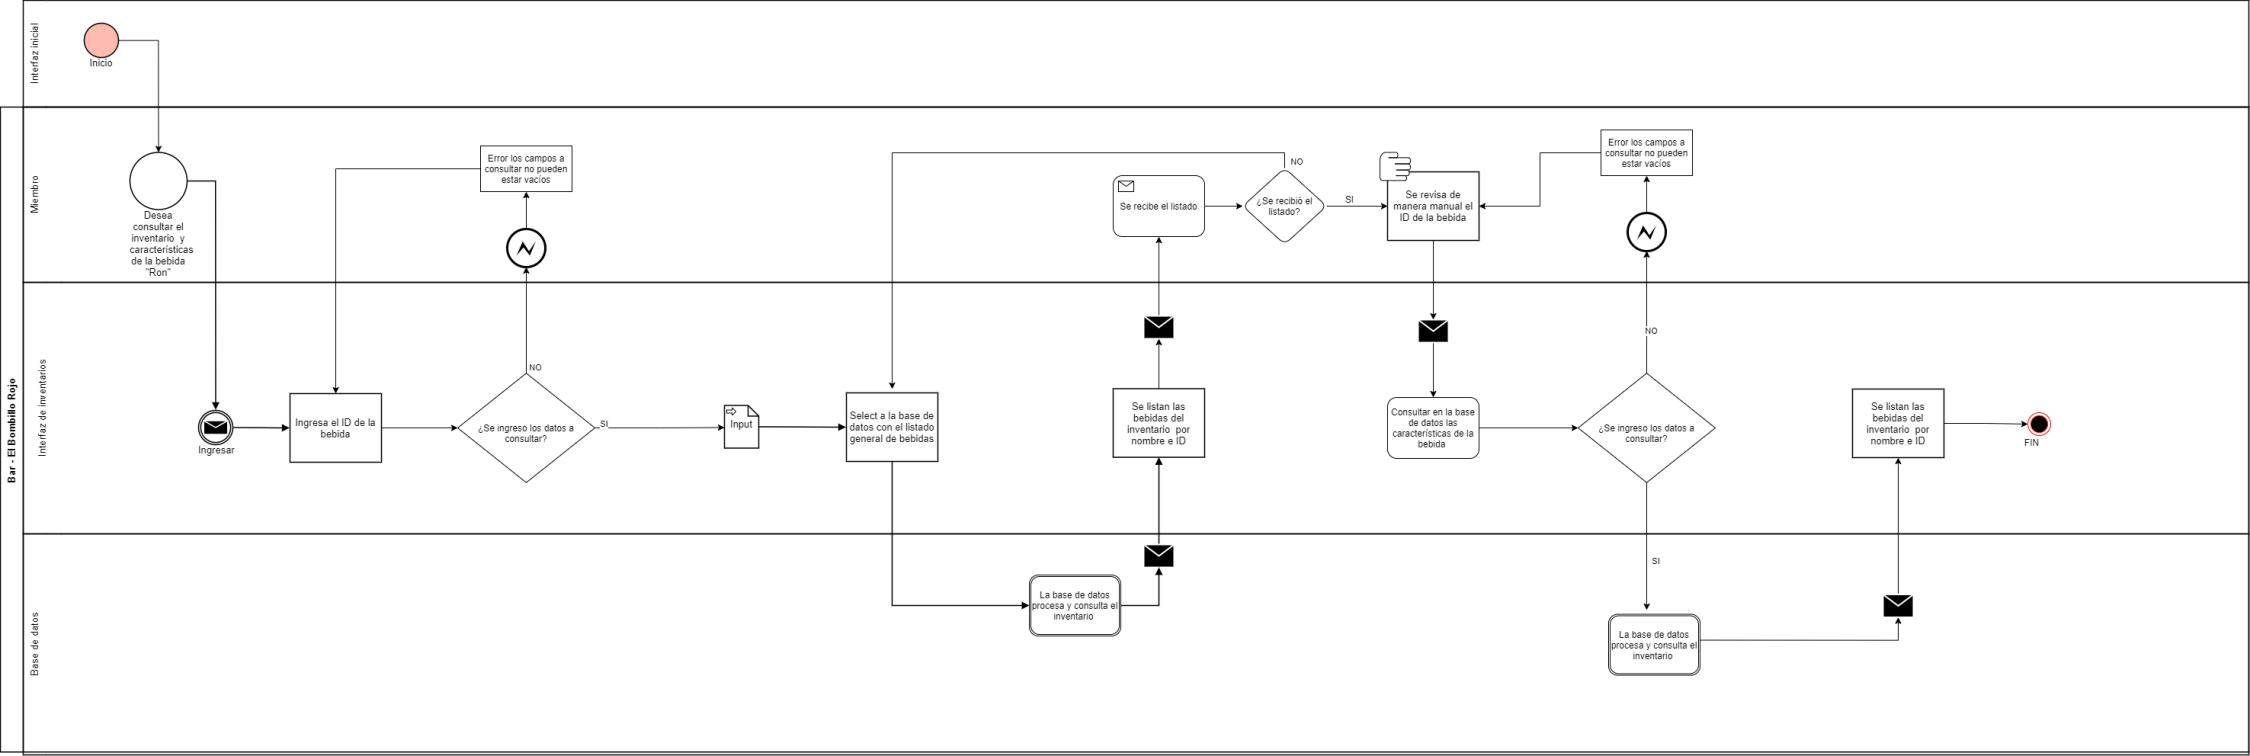 Interfaz inicial
Inicio
Bar - El Bombillo Rojo
Miembro
Desea
consultar el
inventario y
características
de la bebida
"Ron"
Error los campos a
consultar no pueden
estar vacíos
Se recibe el listado
¿Se recibió el
listado?
NO
SI
Se revisa de
manera manual el
ID de la bebida
Error los campos a
consultar no pueden
estar vacíos
Interfaz de inventarios
Ingresar
Ingresa el ID de la
bebida
NO
¿Se ingreso los datos a
consultar?
SI
Input
Select a la base de
datos con el listado
general de bebidas
Se listan las
bebidas del
inventario por
nombre e ID
Consultar en la base
de datos las
características de la
bebida
NO
¿Se ingreso los datos a
consultar?
Se listan las
bebidas del
inventario por
nombre e ID
FIN
Base de datos
La base de datos
procesa y consulta el
inventario
SI
La base de datos
procesa y consulta el
inventario